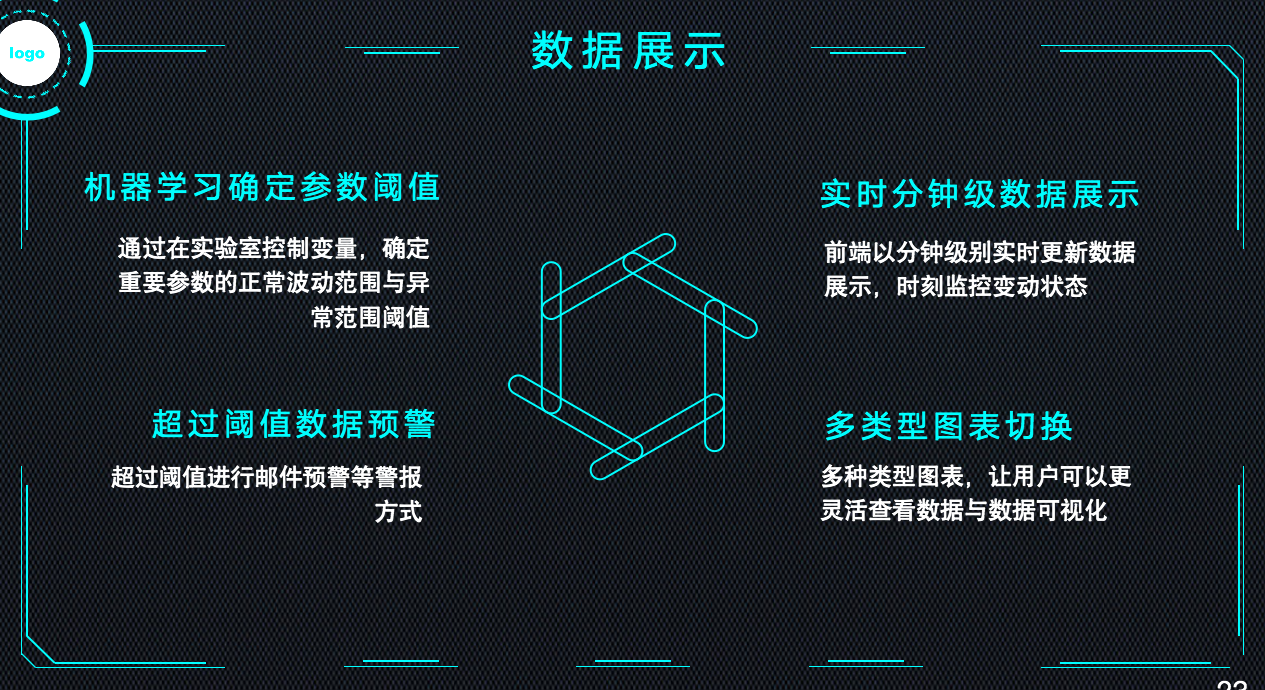 logo
数据展示
机器学习确定参数阈值
通过在实验室控制变量，确定
重要参数的正常波动范围与异
常范围阈值
实时分钟级数据展示
前端以分钟级别实时更新数据
展示，时刻监控变动状态
超过阈值数据预警
超过阈值进行邮件预警等警报
方式
多类型图表切换
多种类型图表，让用户可以更
灵活查看数据与数据可视化